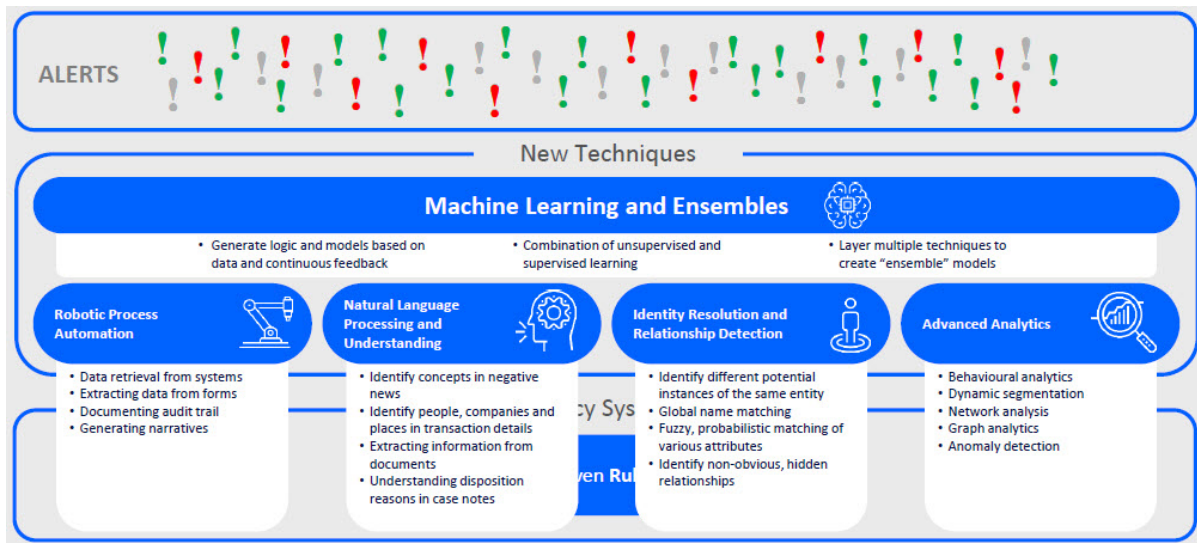 ALERTS
New Techniques
Machine Learning and Ensembles
• Generate logic and models based on
data and continuous feedback
• Combination of unsupervised and
supervised learning
• Layer multiple techniques to
create “ensemble” models
Robotic Process
Automation
• Data retrieval from systems
• Extracting data from forms
• Documenting audit trail
• Generating narratives
Natural Language
Processing and
Understanding
• Identify concepts in negative
news
• Identify people, companies and
places in transaction details
• Extracting information from
documents
• Understanding disposition
reasons in case notes
Identity Resolution and
Relationship Detection
• Identify different potential
instances of the same entity
• Global name matching
• Fuzzy, probabilistic matching of
various attributes
• Identify non-obvious, hidden
relationships
Advanced Analytics
• Behavioural analytics
• Dynamic segmentation
• Network analysis
• Graph analytics
• Anomaly detection